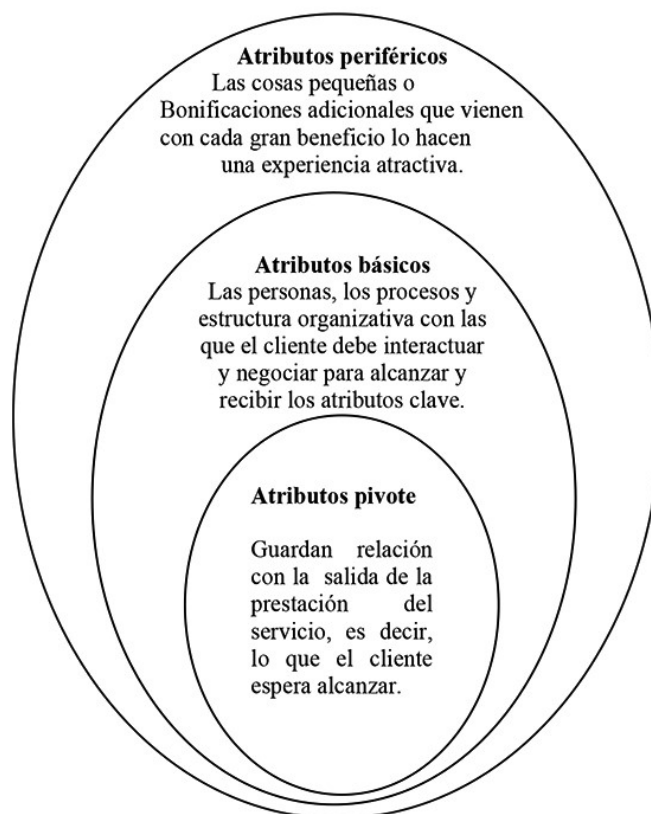 Atributos periféricos
Las cosas pequeñas o
Bonificaciones adicionales que vienen
con cada gran beneficio lo hacen
una experiencia atractiva.
Atributos básicos
Las personas, los procesos y
estructura organizativa con las
que el cliente debe interactuar
y negociar para alcanzar y
recibir los atributos clave.
Atributos pivote
Guardan relación
con la salida de la
prestación del
servicio, es decir,
lo que el cliente
espera alcanzar.